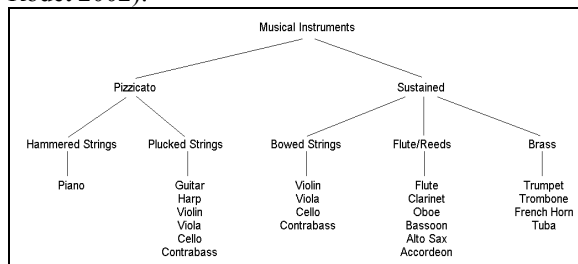 Musical Instruments
Pizzicato Sustained
Hammered Strings Plucked Strings Bowed Strings Flute/Reeds Brass
Piano Guitar Violin Flute Trumpet
Harp Viola Clarinet Trombone
Violin Cello Oboe French Horn
Viola Contrabass Bassoon Tuba
Cello Alto Sax
Contrabass Accordeon